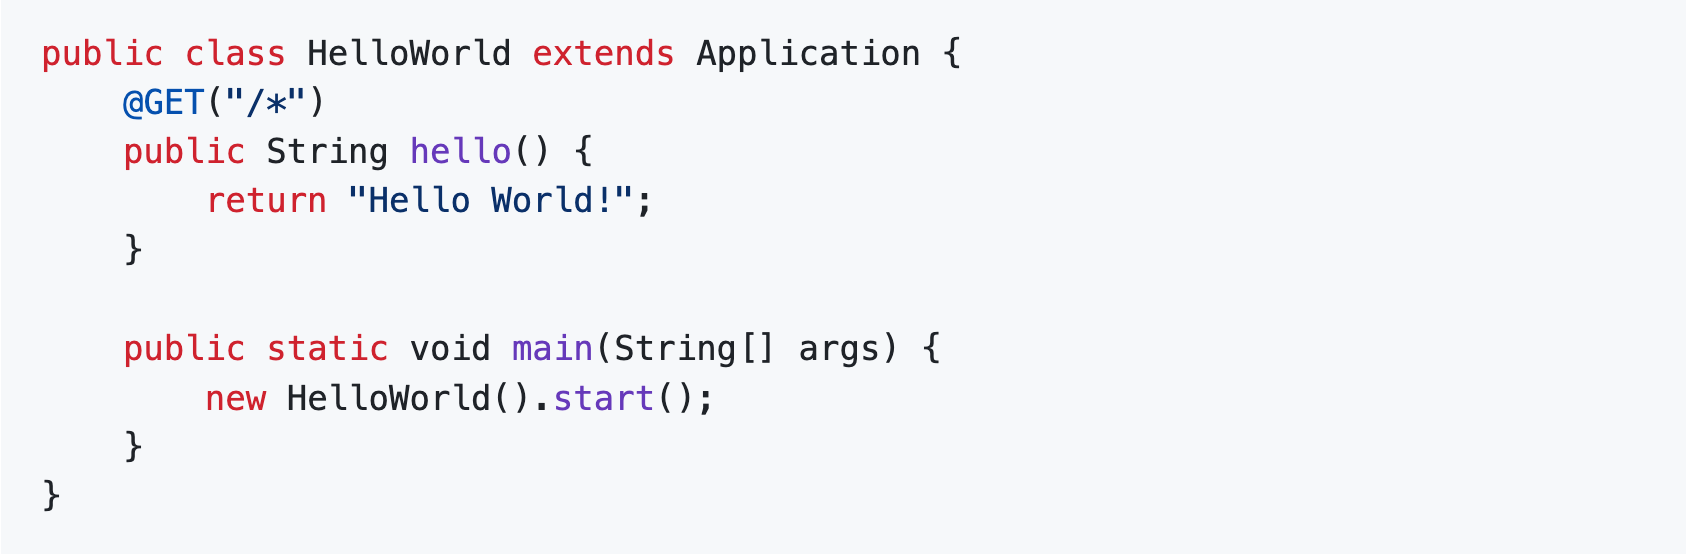 public class HelloWorld extends Application {
    @GET("/*")
    public String hello() {
        return "Hello World!";
    }

    public static void main(String[] args) {
        new HelloWorld().start();
    }
}